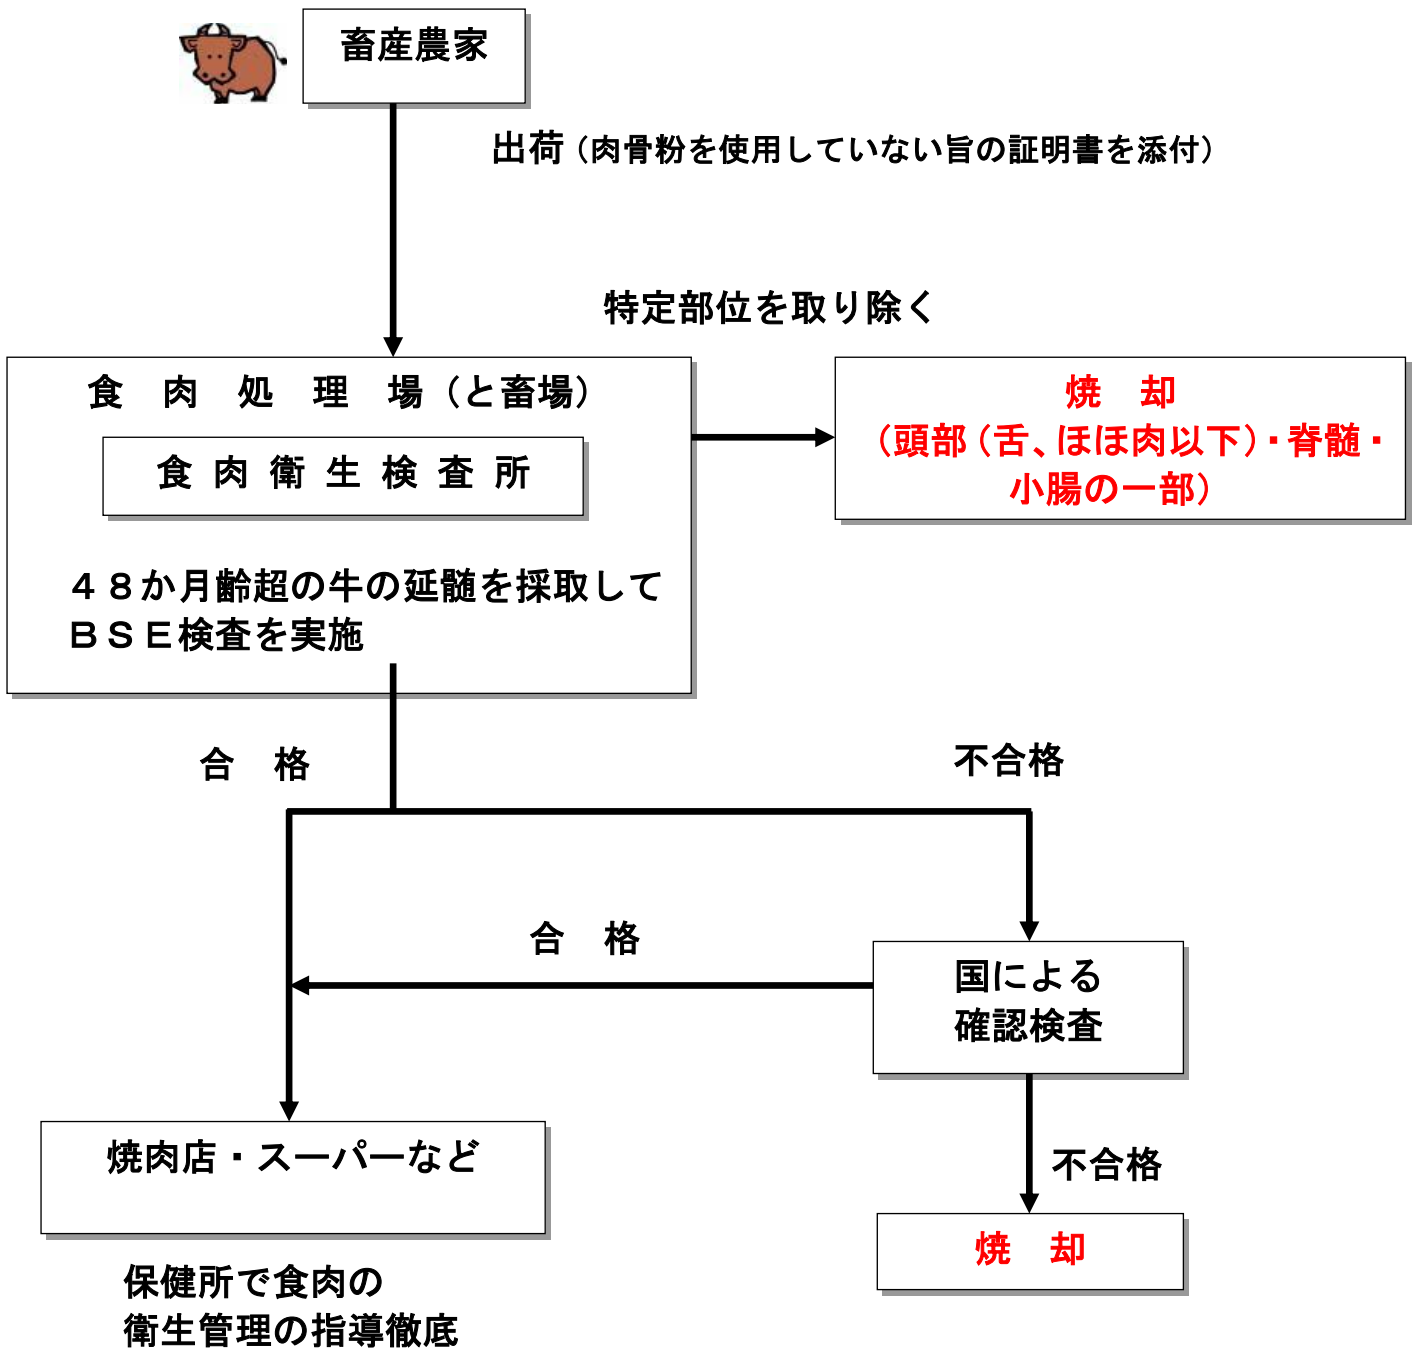 畜産農家
出荷（肉骨粉を使用していない旨の証明書を添付）
特定部位を取り除く
食　肉　処　理　場（と畜場）
食 肉 衛 生 検 査 所
４８か月齢超の牛の延髄を採取して
ＢＳＥ検査を実施
焼　却
（頭部（舌、ほほ肉以下）・脊髄・
小腸の一部）
合　格
不合格
合　格
国による
確認検査
焼肉店・スーパーなど
不合格
焼　却
保健所で食肉の
衛生管理の指導徹底